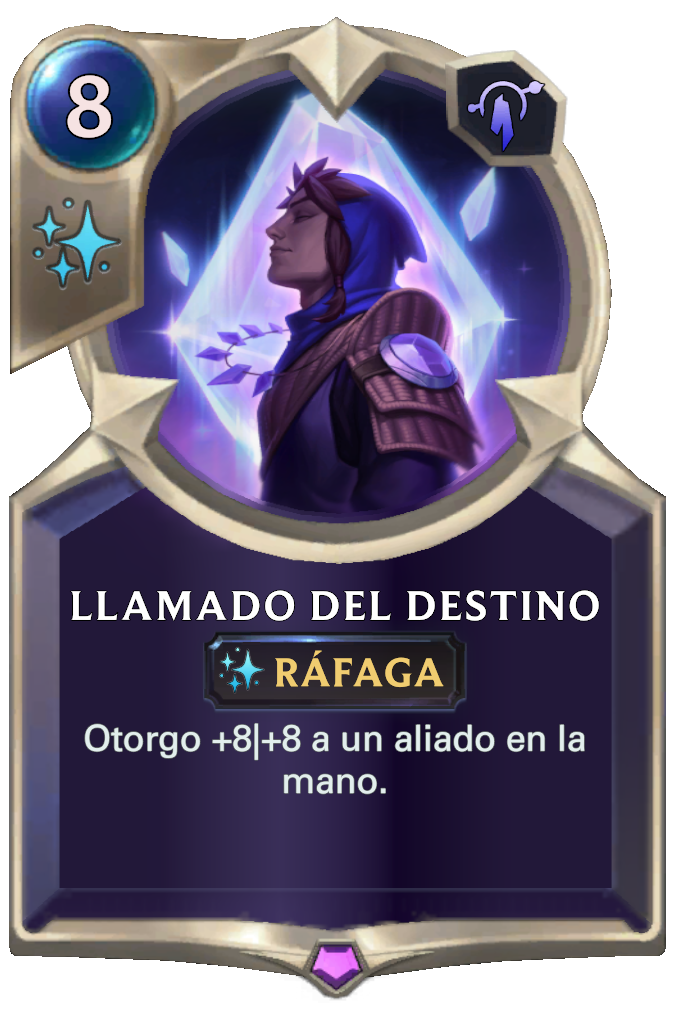 8
LLAMADO DEL DESTINO
RÁFAGA
Otorgo +8|+8 a un aliado en la
mano.